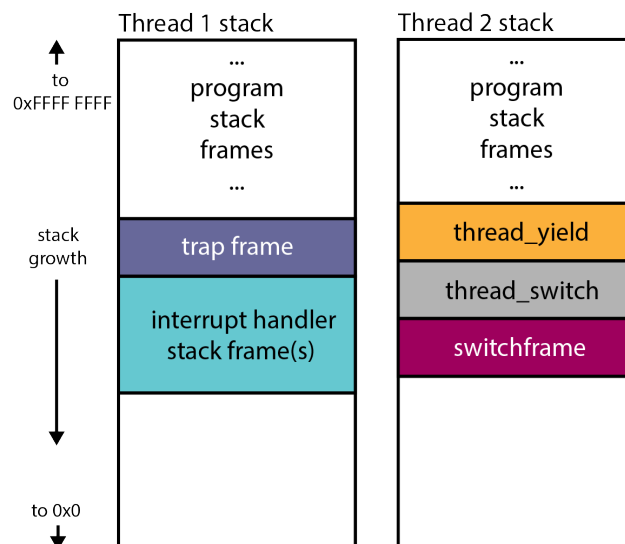 Thread 1 stack
Thread 2 stack
to
0xFFFF FFFF
...
program
stack
frames
...
...
program
stack
frames
...
stack
growth
trap frame
interrupt handler
stack frame(s)
thread_yield
thread_switch
switchframe
to 0x0